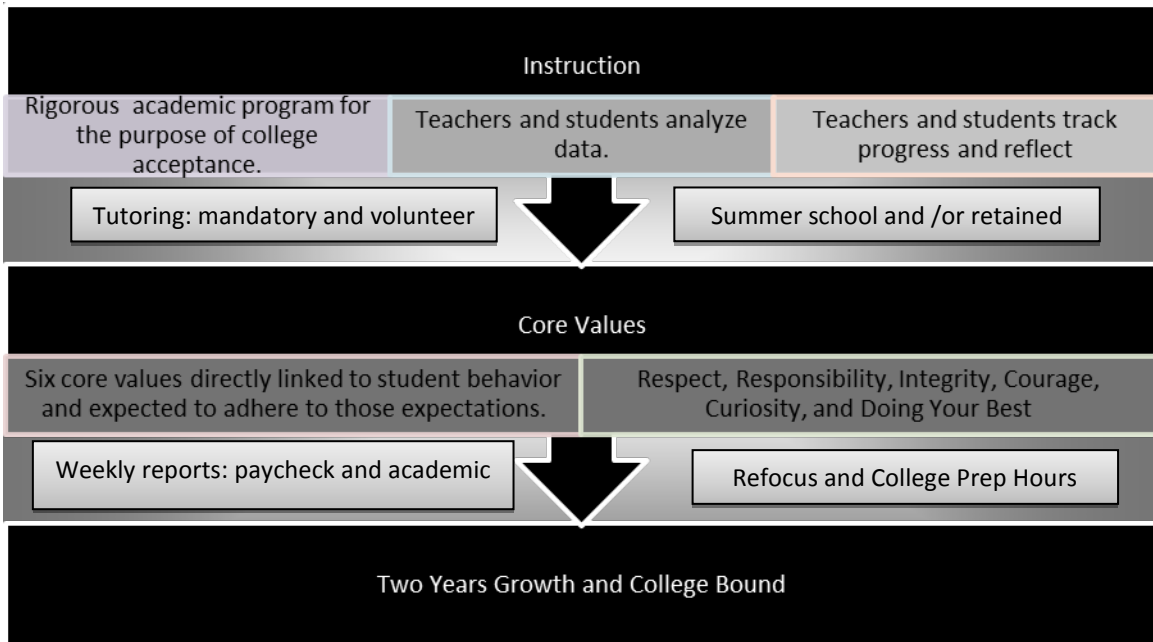 Instruction
Rigorous academic program for
the purpose of college
acceptance.
Teachers and students analyze
data.
Teachers and students track
progress and reflect
Tutoring: mandatory and volunteer
Summer school and /or retained
Core Values
Six core values directly linked to student behavior
and expected to adhere to those expectations.
Respect, Responsibility, Integrity, Courage,
Curiosity, and Doing Your Best
Weekly reports: paycheck and academic
Refocus and College Prep Hours
Two Years Growth and College Bound